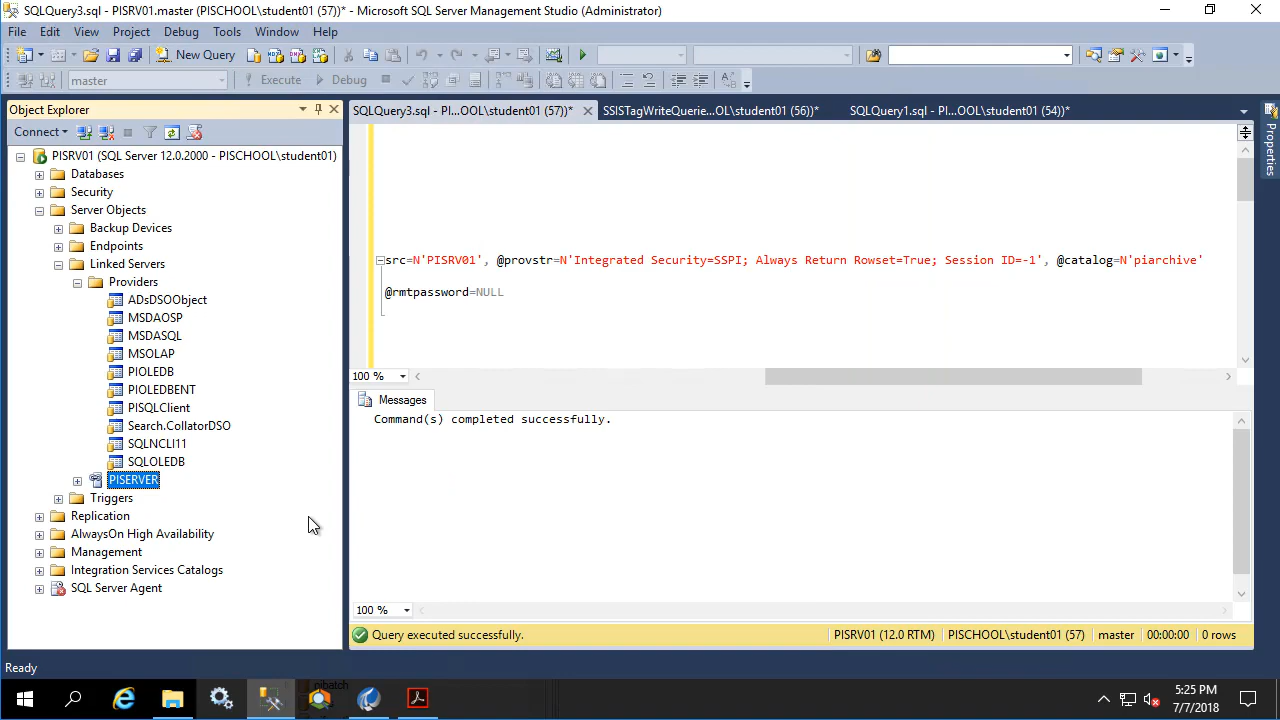 SQLQuery3.sql - PISRV01.master (PISCHOOL\student01 (57))* - Microsoft SQL Server Management Studio (Administrator)
File Edit View Project Debug Tools Window Help
New Query
master Execute Debug
Object Explorer
Connect
PISRV01 (SQL Server 12.0.2000 - PISCHOOL\student01)
Databases
Security
Server Objects
Backup Devices
Endpoints
Linked Servers
Providers
ADsDSOObject
MSDAOSP
MSDASQL
MSOLAP
PIOLEDB
PIOLEDBENT
PISQLClient
Search.CollatorDSO
SQLNCLI11
SQLOLEDB
PISERVER
Triggers
Replication
AlwaysOn High Availability
Management
Integration Services Catalogs
SQL Server Agent
SQLQuery3.sql - PI...OOL\student01 (57))* SSISTagWriteQuerie...OL\student01 (56))* SQLQuery1.sql - PI...OOL\student01 (54))*
src=N'PISRV01', @provstr=N'Integrated Security=SSPI; Always Return Rowset=True; Session ID=-1', @catalog=N'piarchive'
@rmtpassword=NULL
100 %
Messages
Command(s) completed successfully.
100 %
Query executed successfully. PISRV01 (12.0 RTM) PISCHOOL\student01 (57) master 00:00:00 0 rows
Properties
Ready
pibatch
5:25 PM
7/7/2018